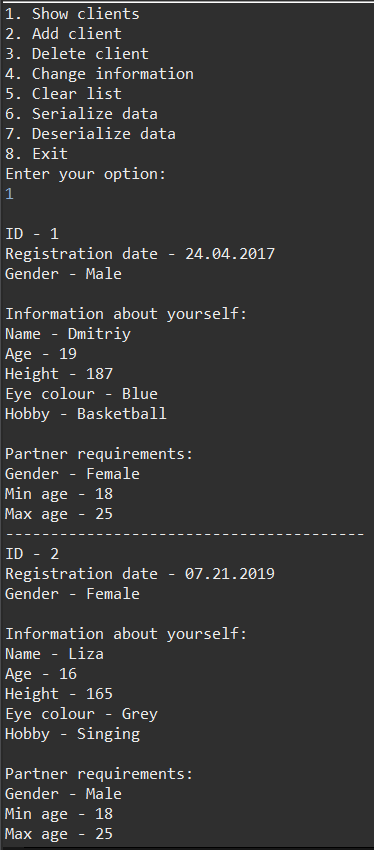 1. Show clients
2. Add client
3. Delete client
4. Change information
5. Clear list
6. Serialize data
7. Deserialize data
8. Exit
Enter your option:
1
ID - 1
Registration date - 24.04.2017
Gender - Male
Information about yourself:
Name - Dmitriy
Age - 19
Height - 187
Eye colour - Blue
Hobby - Basketball
Partner requirements:
Gender - Female
Min age - 18
Max age - 25
----------------------------------------
ID - 2
Registration date - 07.21.2019
Gender - Female
Information about yourself:
Name - Liza
Age - 16
Height - 165
Eye colour - Grey
Hobby - Singing
Partner requirements:
Gender - Male
Min age - 18
Max age - 25